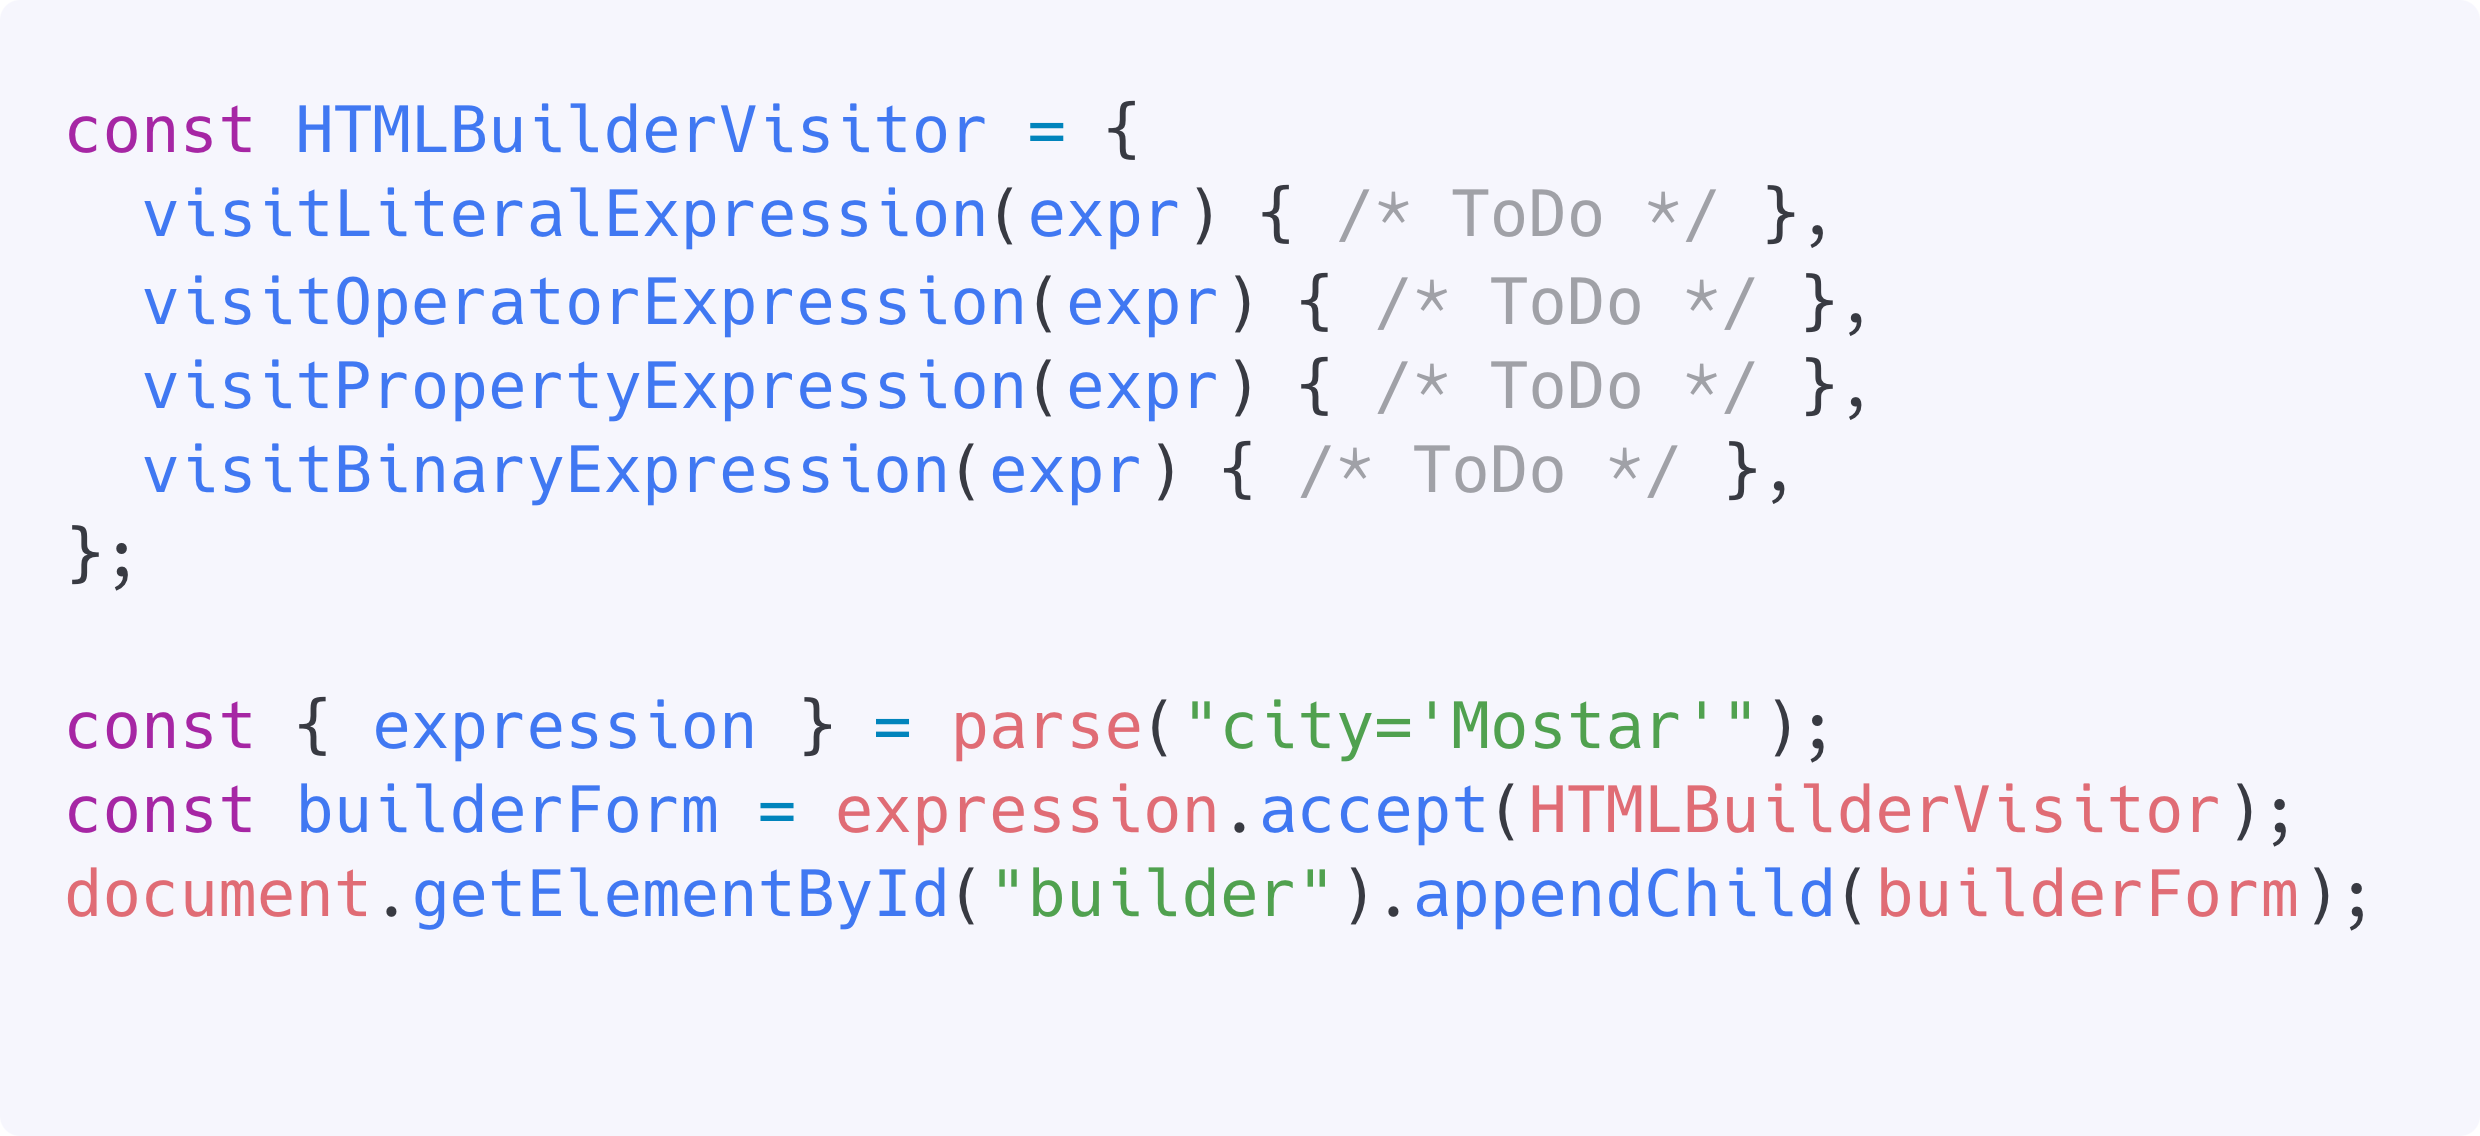 const HTMLBuilderVisitor = {
  visitLiteralExpression(expr) { /* ToDo */ },
  visitOperatorExpression(expr) { /* ToDo */ },
  visitPropertyExpression(expr) { /* ToDo */ },
  visitBinaryExpression(expr) { /* ToDo */ },
};

const { expression } = parse("city='Mostar'");
const builderForm = expression.accept(HTMLBuilderVisitor);
document.getElementById("builder").appendChild(builderForm);